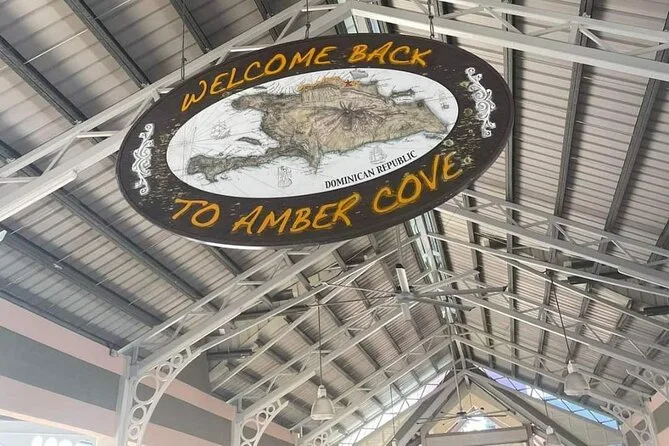 WELCOME BACK
DOMINICAN REPUBLIC
TO AMBER COVE